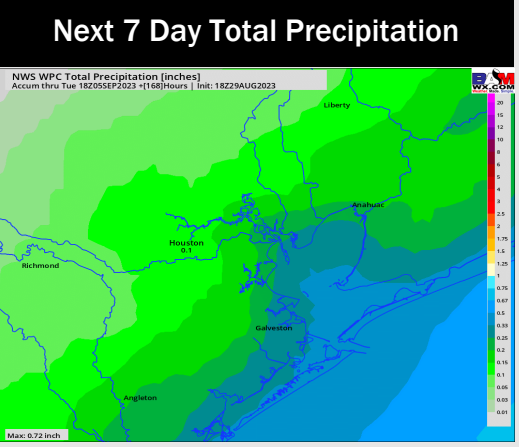 Next 7 Day Total Precipitation
NWS WPC Total Precipitation [inches]
Accum thru Tue 18Z05SEP2023 +[168]Hours | Init: 18Z29AUG2023
BAM
WX.COM
Liberty
Anahuac
Houston
0.1
Richmond
Galveston
Angleton
20
15
12
10
8
6
5
4
3
2.5
2
1.75
1.5
1.25
1
0.75
0.67
0.5
0.33
0.25
0.2
0.15
0.1
0.05
0.03
0.01
Max: 0.72 inch